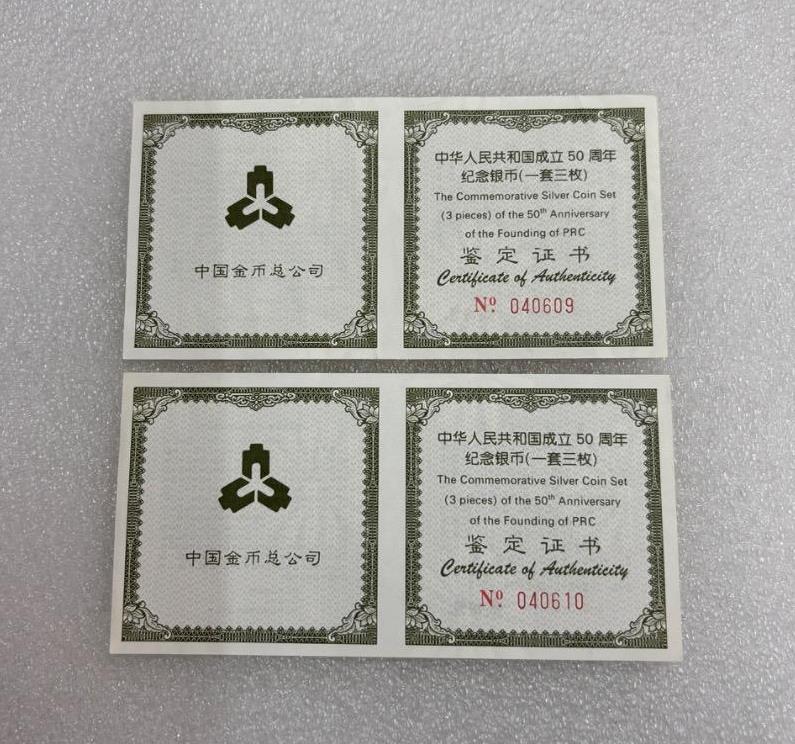 中国金币总公司
中华人民共和国成立 50 周年
纪念银币(一套三枚)
The Commemorative Silver Coin Set
(3 pieces) of the 50th Anniversary
of the Founding of PRC
鉴定证书
Certificate of Authenticity
Nº 040609
中国金币总公司
中华人民共和国成立 50 周年
纪念银币(一套三枚)
The Commemorative Silver Coin Set
(3 pieces) of the 50th Anniversary
of the Founding of PRC
鉴定证书
Certificate of Authenticity
Nº 040610